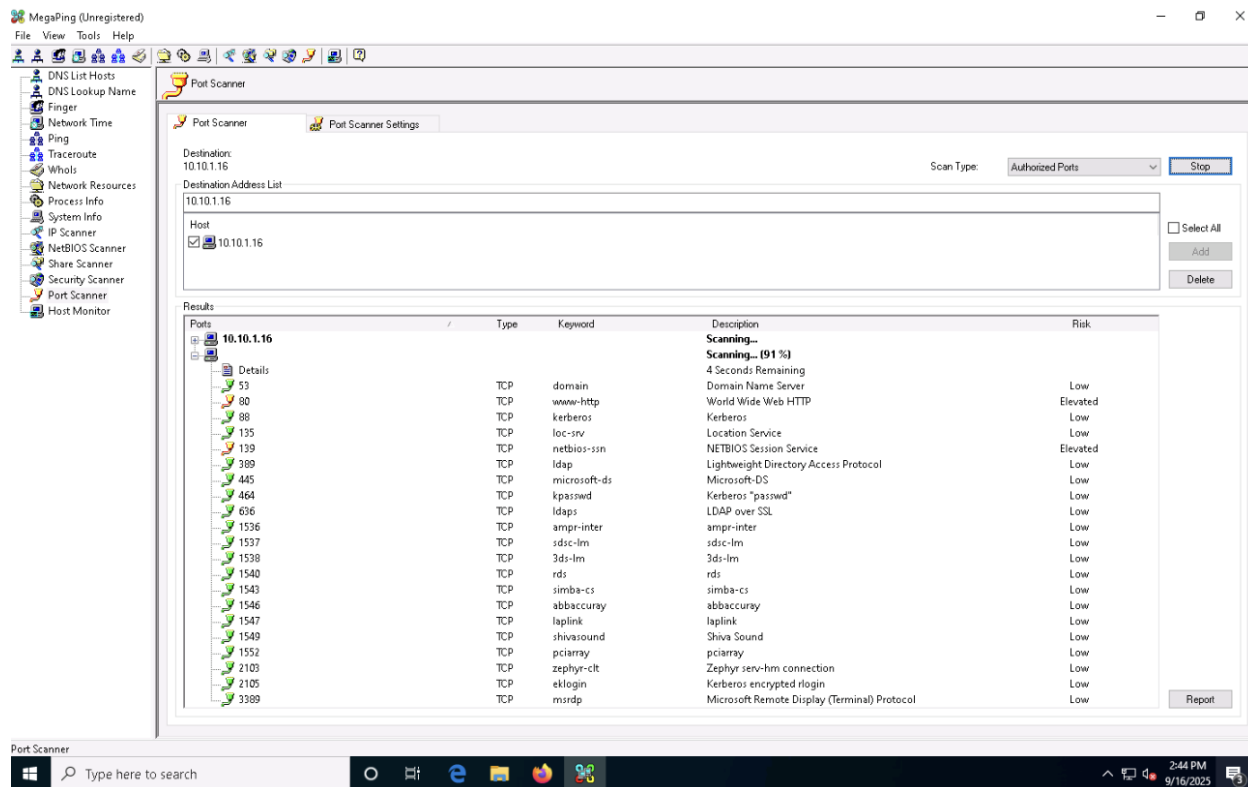 MegaPing (Unregistered)
File View Tools Help
DNS List Hosts
DNS Lookup Name
Finger
Network Time
Ping
Traceroute
Whols
Network Resources
Process Info
System Info
IP Scanner
NetBIOS Scanner
Share Scanner
Security Scanner
Port Scanner
Host Monitor
Port Scanner
Port Scanner Port Scanner Settings
Destination:
10.10.1.16
Scan Type: Authorized Ports Stop
Destination Address List
10.10.1.16
Host
10.10.1.16
Select All
Add
Delete
Results
Ports / Type Keyword Description Risk
10.10.1.16 Scanning...
Scanning... (91 %)
Details 4 Seconds Remaining
53 TCP domain Domain Name Server Low
80 TCP www-http World Wide Web HTTP Elevated
88 TCP kerberos Kerberos Low
135 TCP loc-srv Location Service Low
139 TCP netbios-ssn NETBIOS Session Service Elevated
389 TCP ldap Lightweight Directory Access Protocol Low
445 TCP microsoft-ds Microsoft-DS Low
464 TCP kpasswd Kerberos "passwd" Low
636 TCP ldaps LDAP over SSL Low
1536 TCP ampr-inter ampr-inter Low
1537 TCP sdsc-lm sdsc-lm Low
1538 TCP 3ds-lm 3ds-lm Low
1540 TCP rds rds Low
1543 TCP simba-cs simba-cs Low
1546 TCP abbaccuray abbaccuray Low
1547 TCP laplink laplink Low
1549 TCP shivasound Shiva Sound Low
1552 TCP pciarray pciarray Low
2103 TCP zephyr-clt Zephyr serv-hm connection Low
2105 TCP eklogin Kerberos encrypted rlogin Low
3389 TCP msrdp Microsoft Remote Display (Terminal) Protocol Low
Report
Port Scanner
Type here to search
2:44 PM
9/16/2025
3